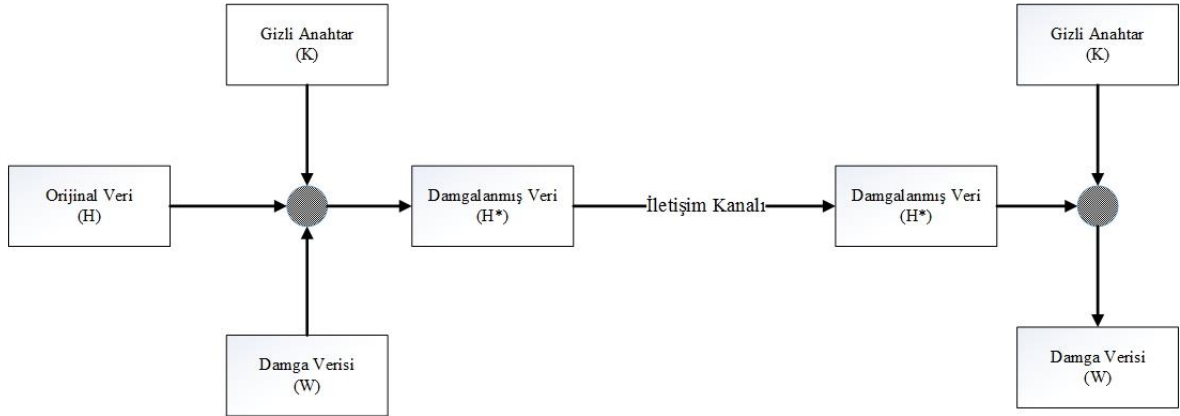 Gizli Anahtar
(K)
Gizli Anahtar
(K)
Orijinal Veri
(H)
Damgalanmış Veri
(H*)
İletişim Kanalı
Damgalanmış Veri
(H*)
Damga Verisi
(W)
Damga Verisi
(W)